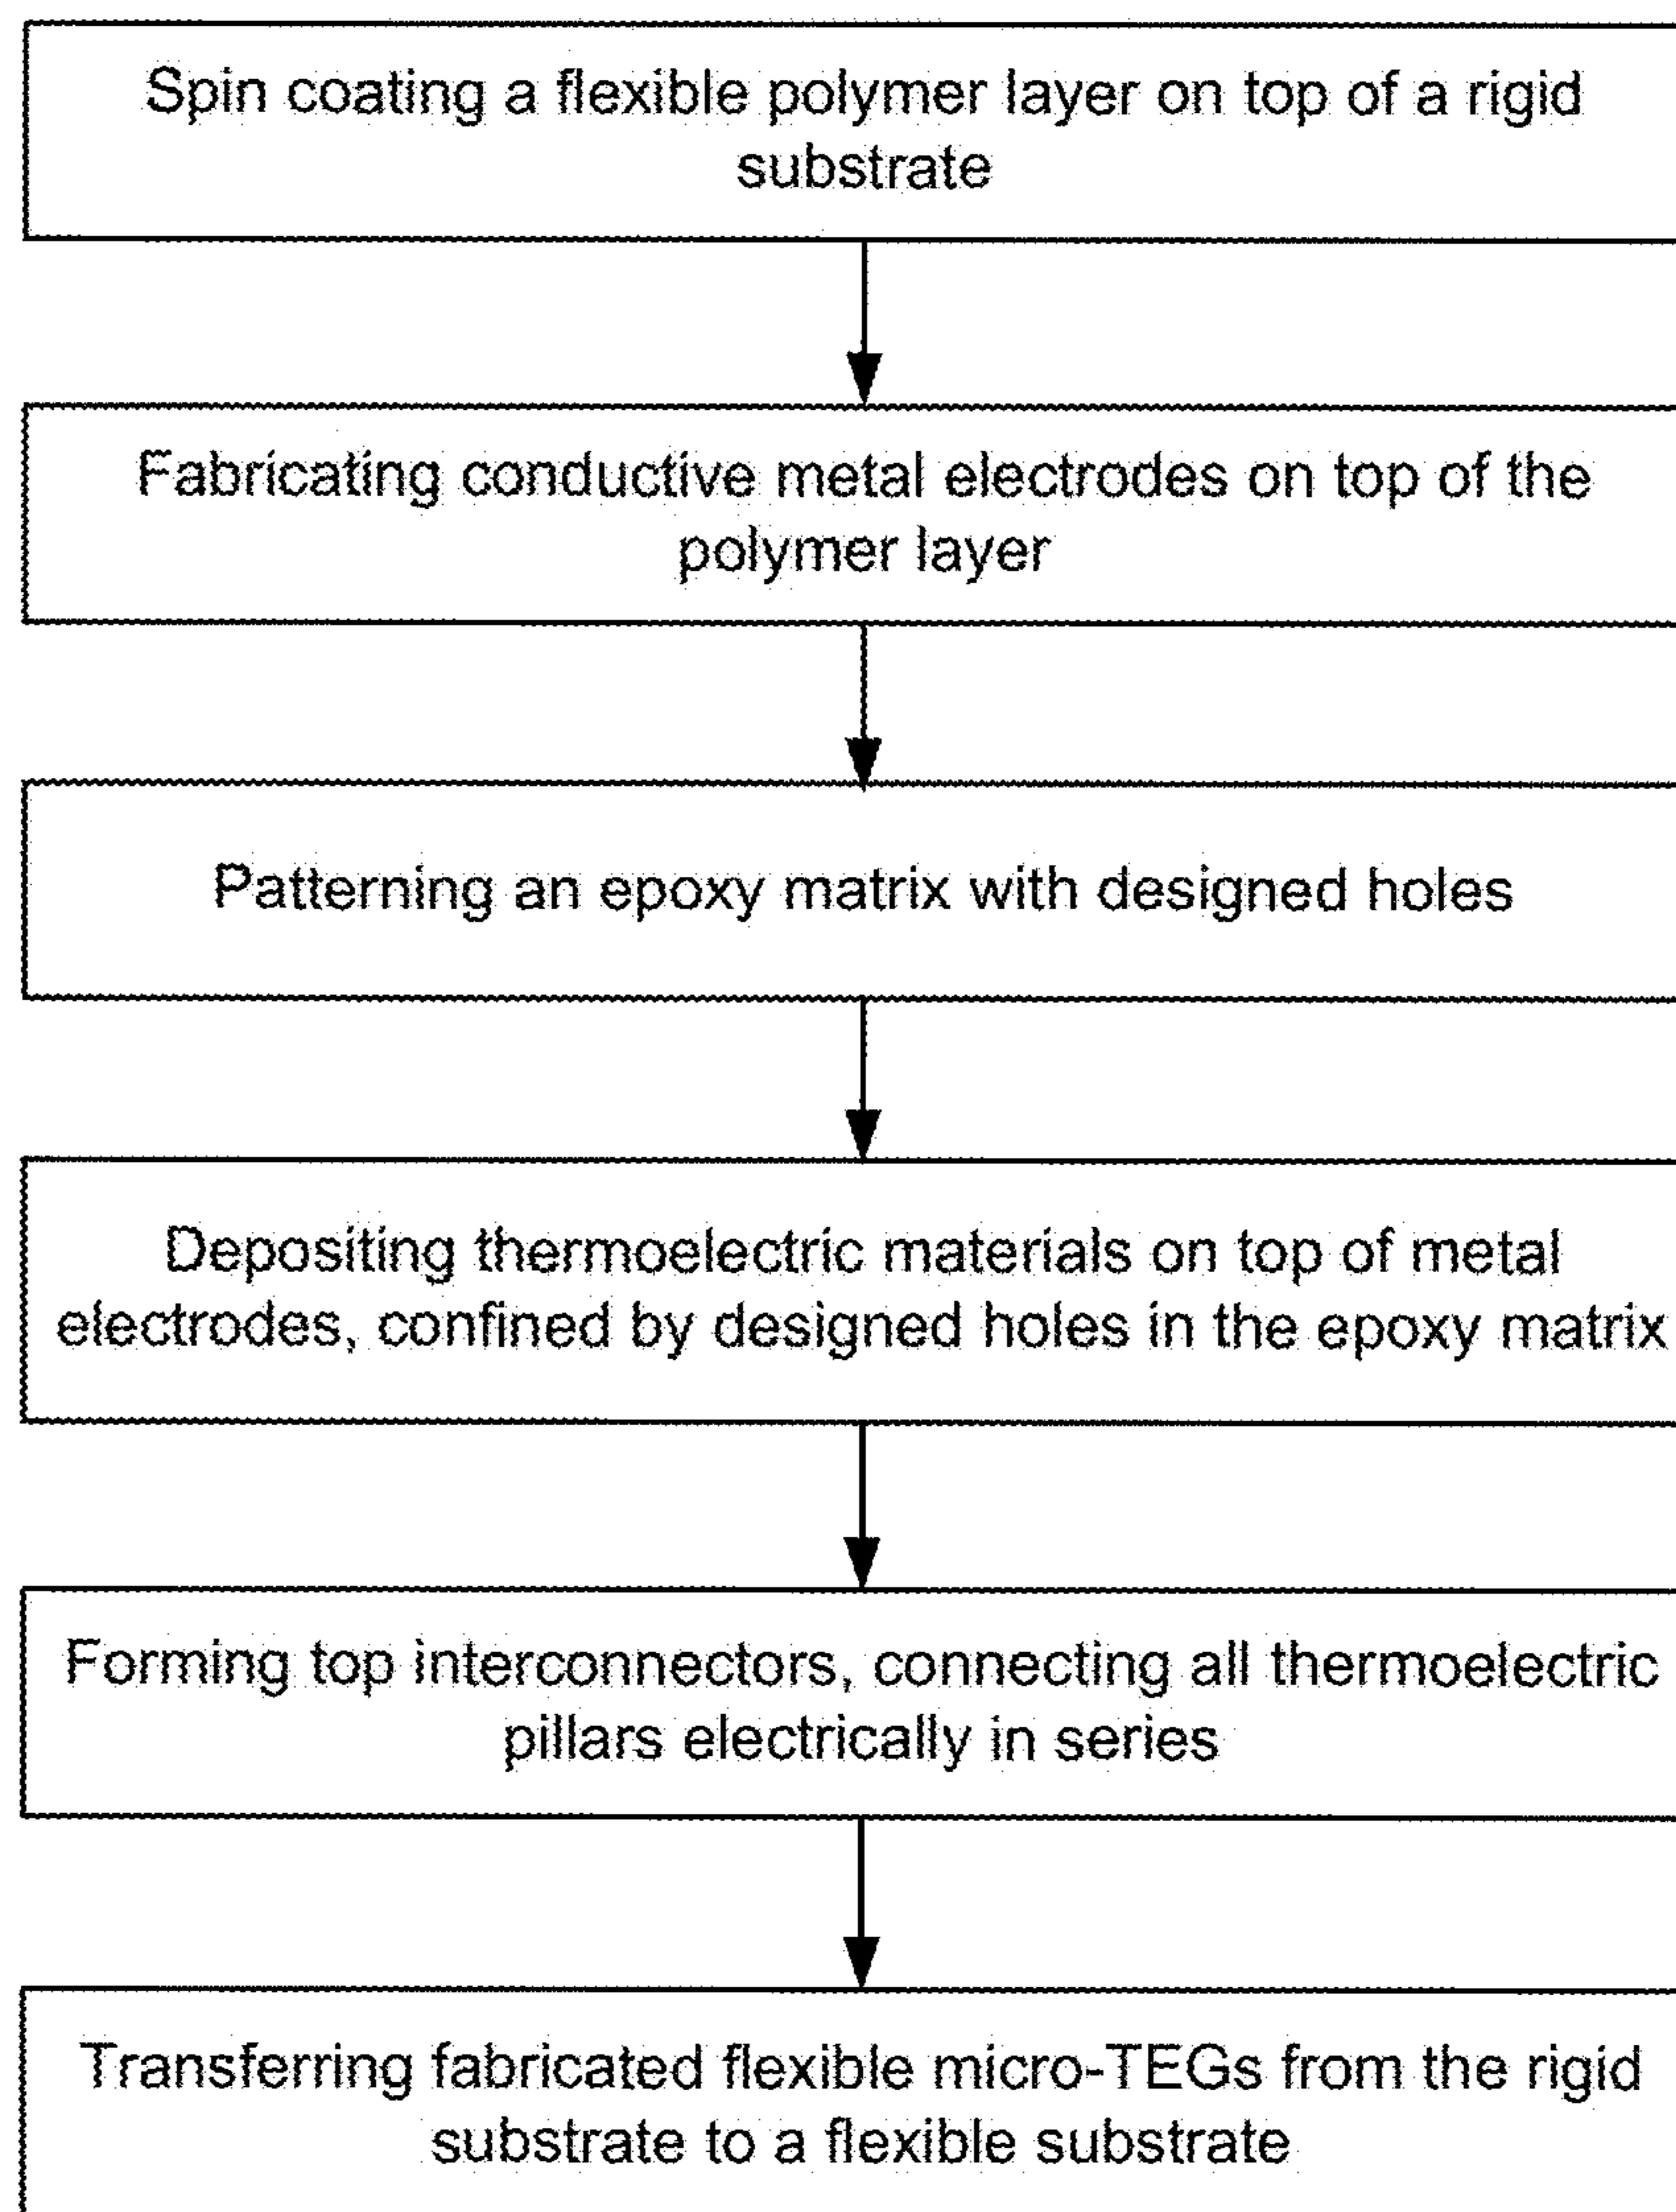 Spin coating a flexible polymer layer on top of a rigid
substrate
Fabricating conductive metal electrodes on top of the
polymer layer
Patterning an epoxy matrix with designed holes
Depositing thermoelectric materials on top of metal
electrodes, confined by designed holes in the epoxy matrix
Forming top interconnectors, connecting all thermoelectric
pillars electrically in series
Transferring fabricated flexible micro-TEGs from the rigid
substrate to a flexible substrate